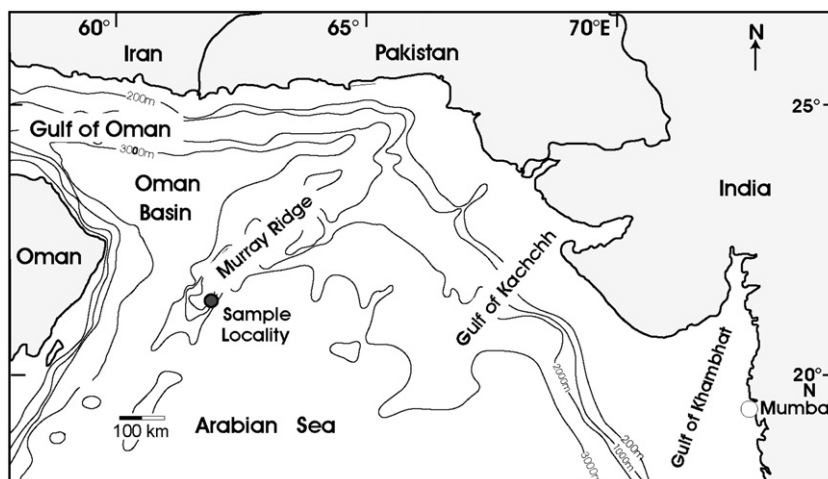 60°
65°
70°E
Iran
Pakistan
N
200m
25°
Gulf of Oman
3000m
Oman
Basin
India
Murray Ridge
Oman
Gulf of Kachchh
Sample
Locality
Gulf of Khambhat
20°
N
2000m
Mumba
100 km
Arabian Sea
200m
1000m
3000m